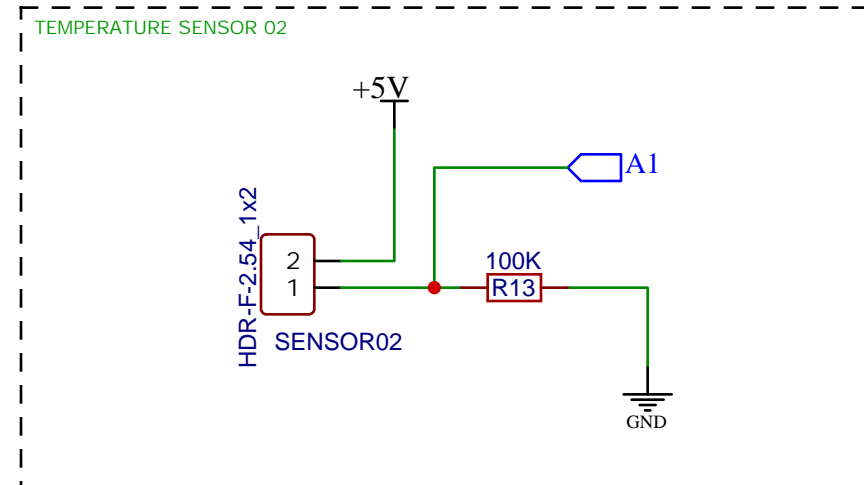 TEMPERATURE SENSOR 02
+5V
A1
HDR-F-2.54_1x2
2
1
100K
R13
SENSOR02
GND